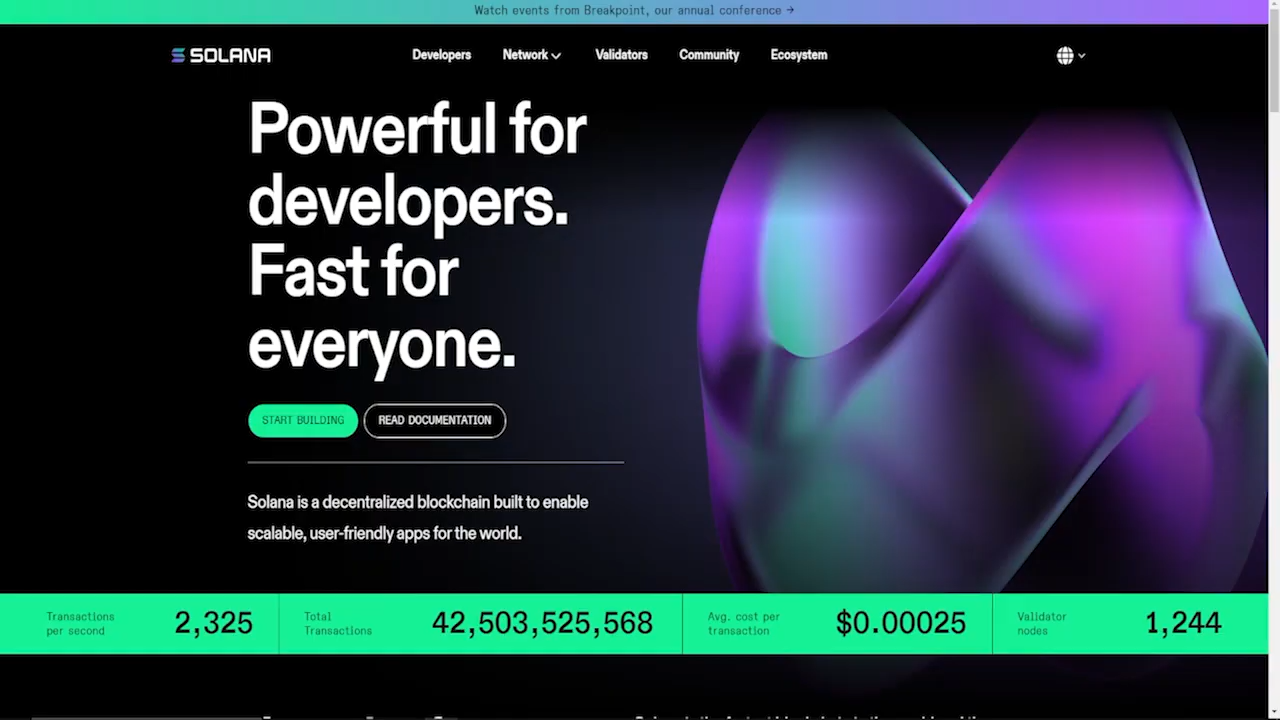 Watch events from Breakpoint, our annual conference →
SOLANA
Developers
Network
Validators
Community
Ecosystem
Powerful for
developers.
Fast for
everyone.
START BUILDING
READ DOCUMENTATION
Solana is a decentralized blockchain built to enable
scalable, user-friendly apps for the world.
Transactions
per second
2,325
Total
Transactions
42,503,525,568
Avg. cost per
transaction
$0.00025
Validator
nodes
1,244